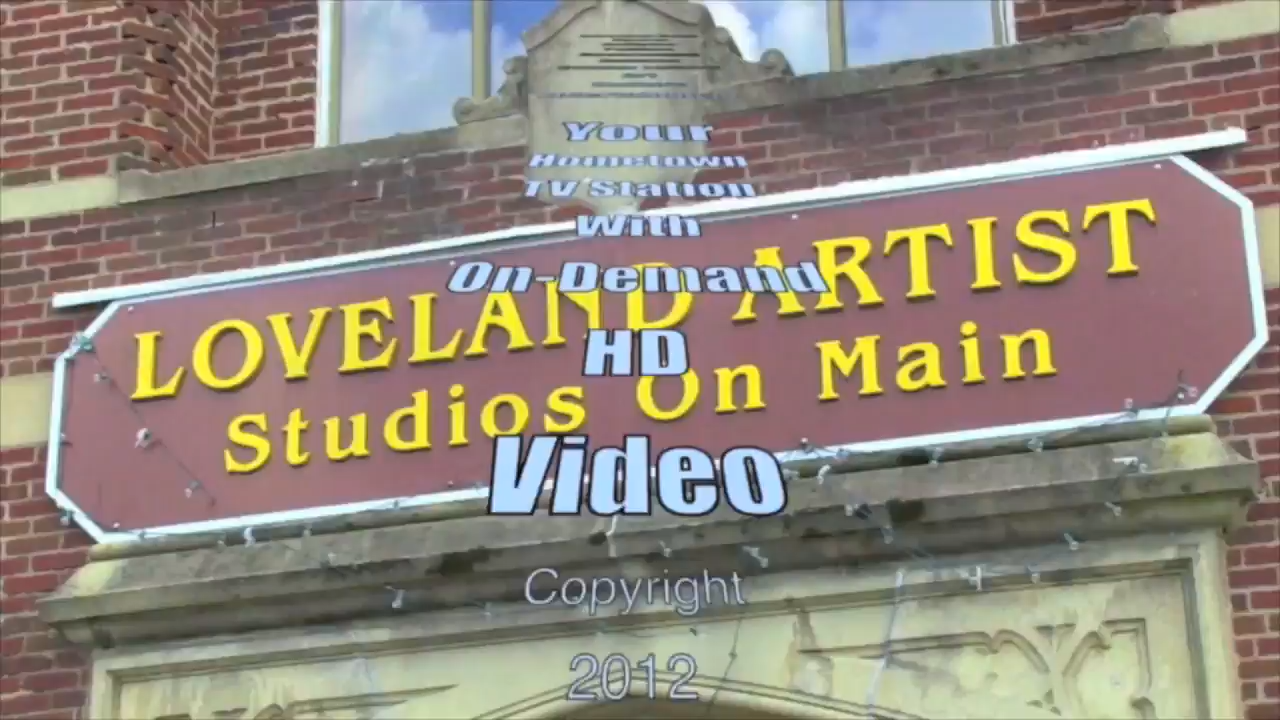 Your
Hometown
TV Station
With
On-Demand
HD
Video
LOVELAND ARTIST
Studios On Main
Copyright
2012